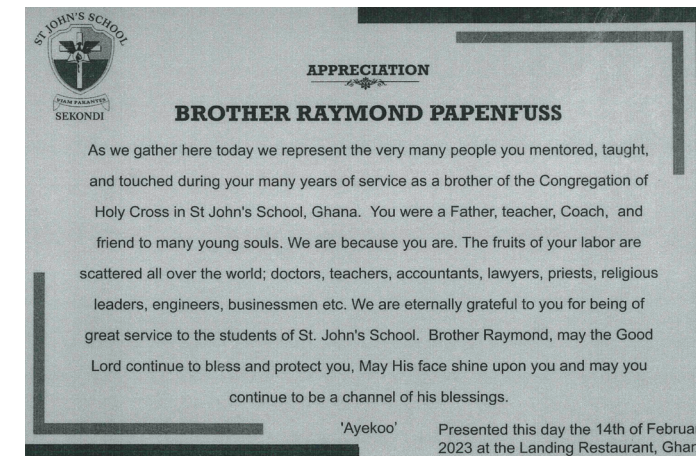 ST JOHN'S SCHOOL
VIAM PARANTES
SEKONDI
APPRECIATION
BROTHER RAYMOND PAPENFUSS
As we gather here today we represent the very many people you mentored, taught,
and touched during your many years of service as a brother of the Congregation of
Holy Cross in St John's School, Ghana. You were a Father, teacher, Coach, and
friend to many young souls. We are because you are. The fruits of your labor are
scattered all over the world; doctors, teachers, accountants, lawyers, priests, religious
leaders, engineers, businessmen etc. We are eternally grateful to you for being of
great service to the students of St. John's School. Brother Raymond, may the Good
Lord continue to bless and protect you, May His face shine upon you and may you
continue to be a channel of his blessings.
'Ayekoo'
Presented this day the 14th of Februa
2023 at the Landing Restaurant, Ghan